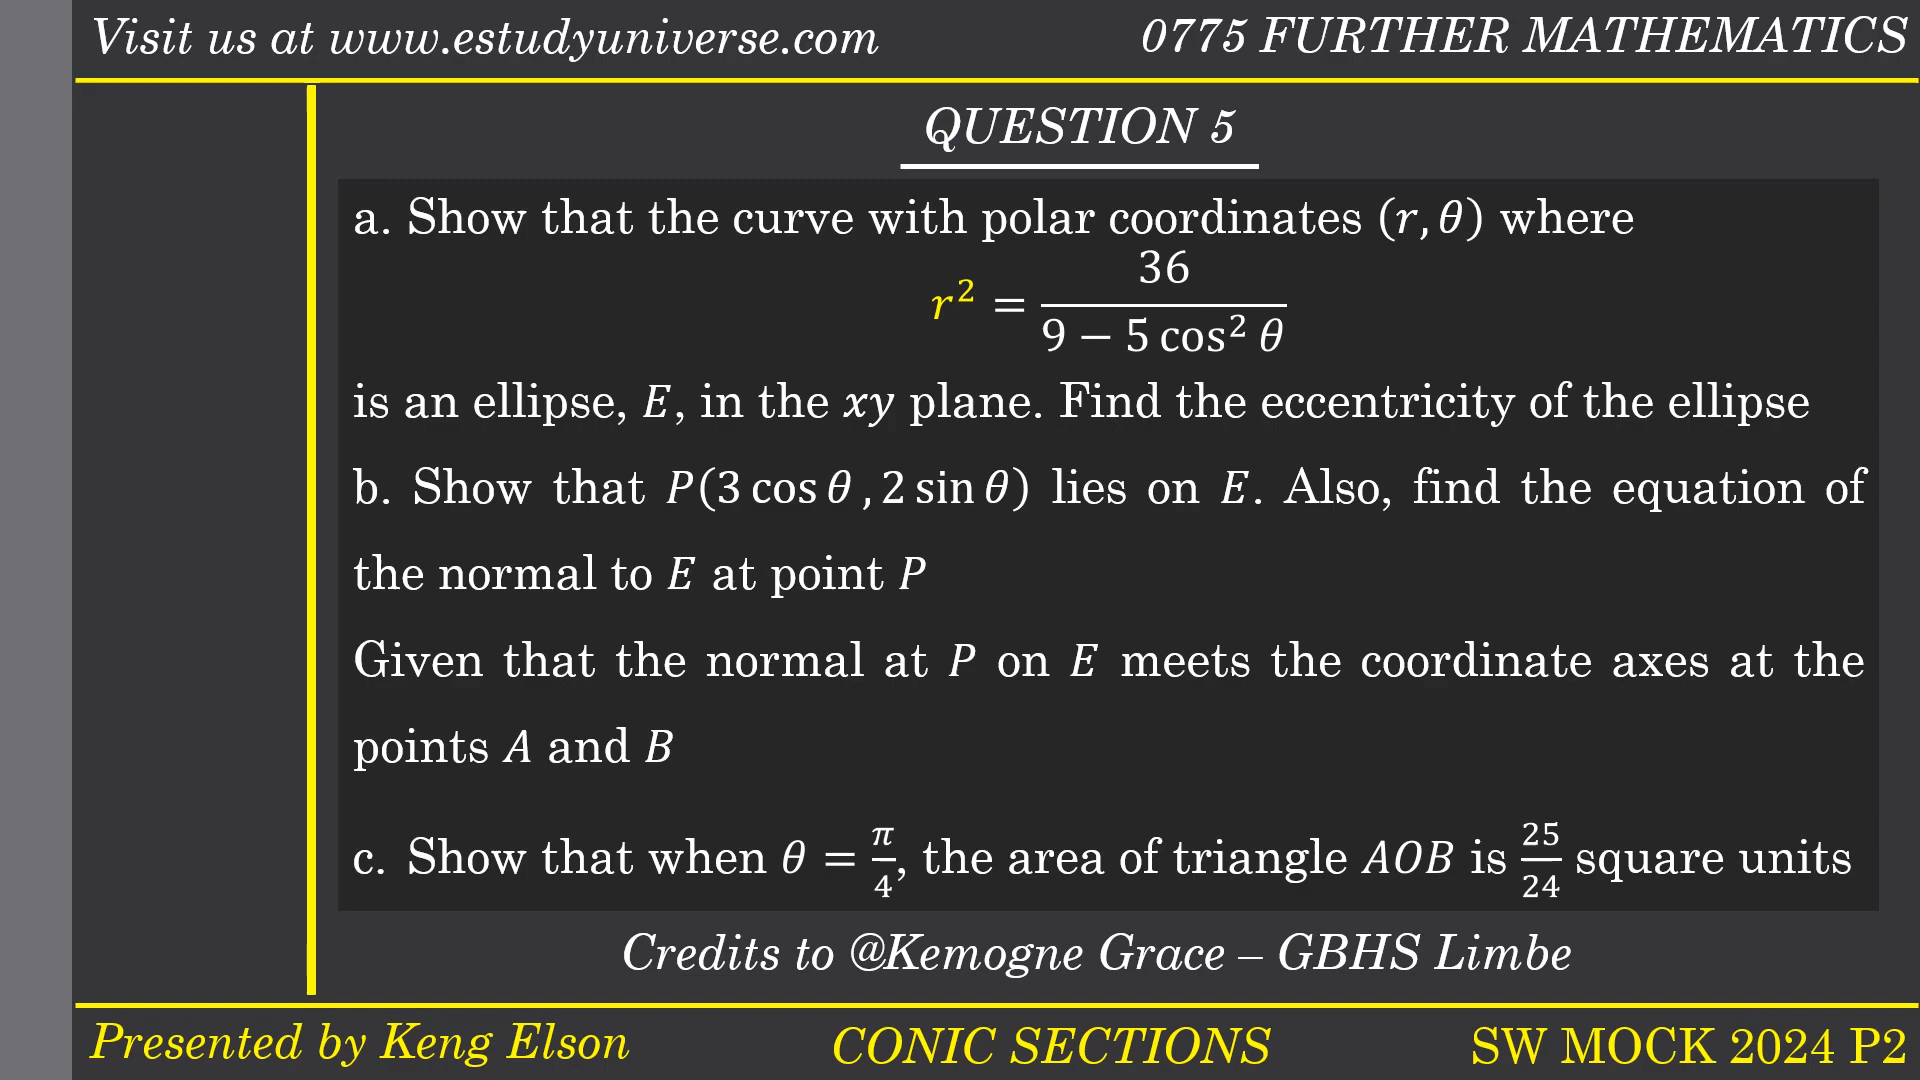 Visit us at www.estudyuniverse.com
0775 FURTHER MATHEMATICS
QUESTION 5
a. Show that the curve with polar coordinates (r, θ) where
r² = 36 / (9 − 5 cos² θ)
is an ellipse, E, in the xy plane. Find the eccentricity of the ellipse
b. Show that P(3 cos θ , 2 sin θ) lies on E. Also, find the equation of
the normal to E at point P
Given that the normal at P on E meets the coordinate axes at the
points A and B
c. Show that when θ = π/4, the area of triangle AOB is 25/24 square units
Credits to @Kemogne Grace – GBHS Limbe
Presented by Keng Elson
CONIC SECTIONS
SW MOCK 2024 P2